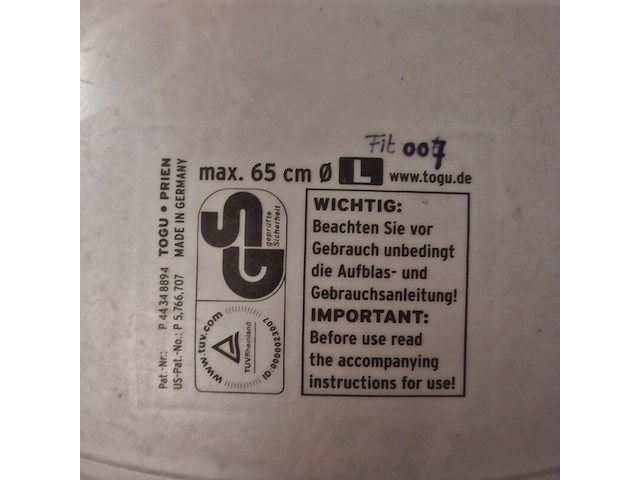 Fit 007
max. 65 cm Ø L www.togu.de
Pat.-Nr.: P 44 34 8894 TOGU • PRIEN
US-Pat.-No.: P 5,766,707 MADE IN GERMANY
GS
geprüfte
Sicherheit
www.tuv.com
TÜVRheinland
ID:0000023007
WICHTIG:
Beachten Sie vor
Gebrauch unbedingt
die Aufblas- und
Gebrauchsanleitung!
IMPORTANT:
Before use read
the accompanying
instructions for use!